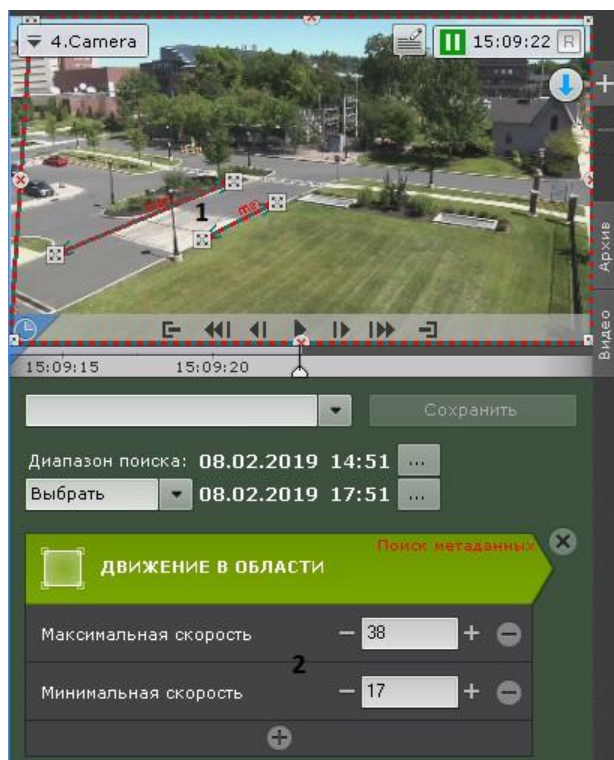 4.Camera
15:09:22 R
1
Архив
Видео
15:09:15 15:09:20
Сохранить
Диапазон поиска: 08.02.2019 14:51 ...
Выбрать 08.02.2019 17:51 ...
Поиск метаданных
ДВИЖЕНИЕ В ОБЛАСТИ
Максимальная скорость − 38 +
2
Минимальная скорость − 17 +